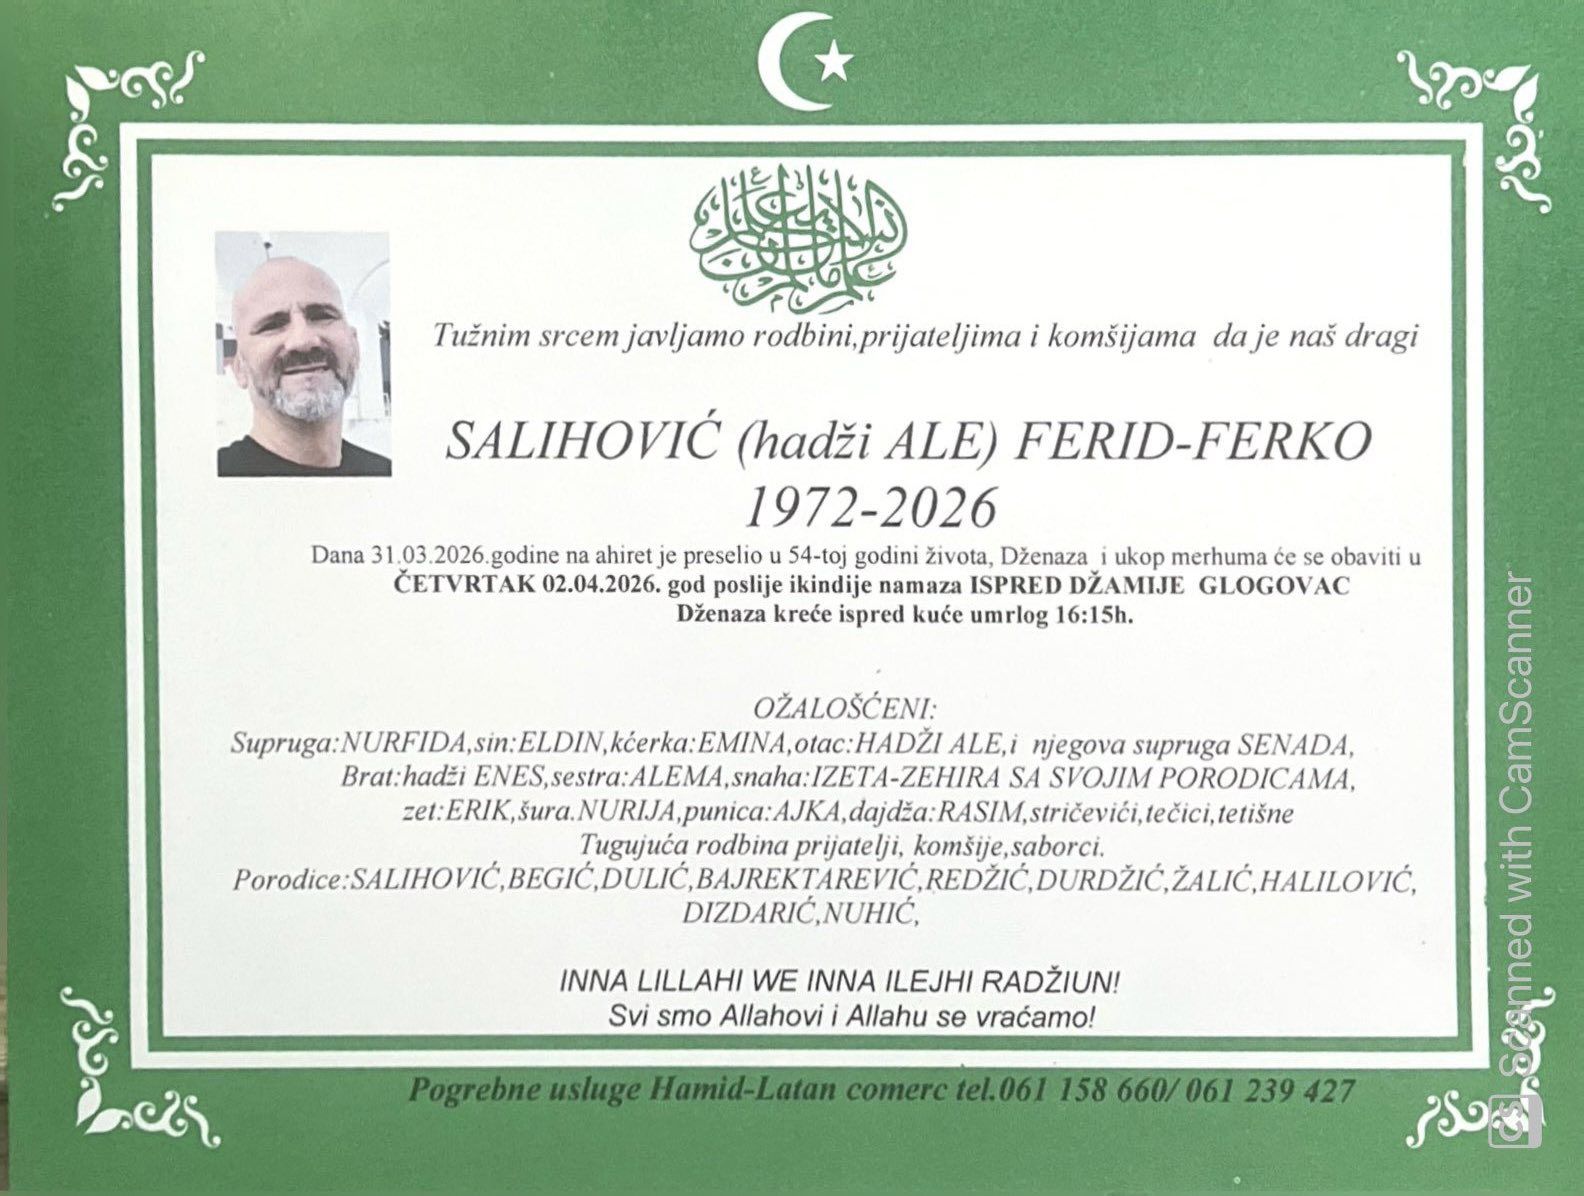 Tužnim srcem javljamo rodbini,prijateljima i komšijama da je naš dragi
SALIHOVIĆ (hadži ALE) FERID-FERKO
1972-2026
Dana 31.03.2026.godine na ahiret je preselio u 54-toj godini života, Dženaza i ukop merhuma će se obaviti u
ČETVRTAK 02.04.2026. god poslije ikindije namaza ISPRED DŽAMIJE GLOGOVAC
Dženaza kreće ispred kuće umrlog 16:15h.
OŽALOŠĆENI:
Supruga:NURFIDA,sin:ELDIN,kćerka:EMINA,otac:HADŽI ALE,i njegova supruga SENADA,
Brat:hadži ENES,sestra:ALEMA,snaha:IZETA-ZEHIRA SA SVOJIM PORODICAMA,
zet:ERIK,šura.NURIJA,punica:AJKA,dajdža:RASIM,stričevići,tečici,tetišne
Tugujuća rodbina prijatelji, komšije,saborci.
Porodice:SALIHOVIĆ,BEGIĆ,DULIĆ,BAJREKTAREVIĆ,REDŽIĆ,DURDŽIĆ,ŽALIĆ,HALILOVIĆ,
DIZDARIĆ,NUHIĆ,
INNA LILLAHI WE INNA ILEJHI RADŽIUN!
Svi smo Allahovi i Allahu se vraćamo!
Pogrebne usluge Hamid-Latan comerc tel.061 158 660/ 061 239 427
CS Scanned with CamScanner